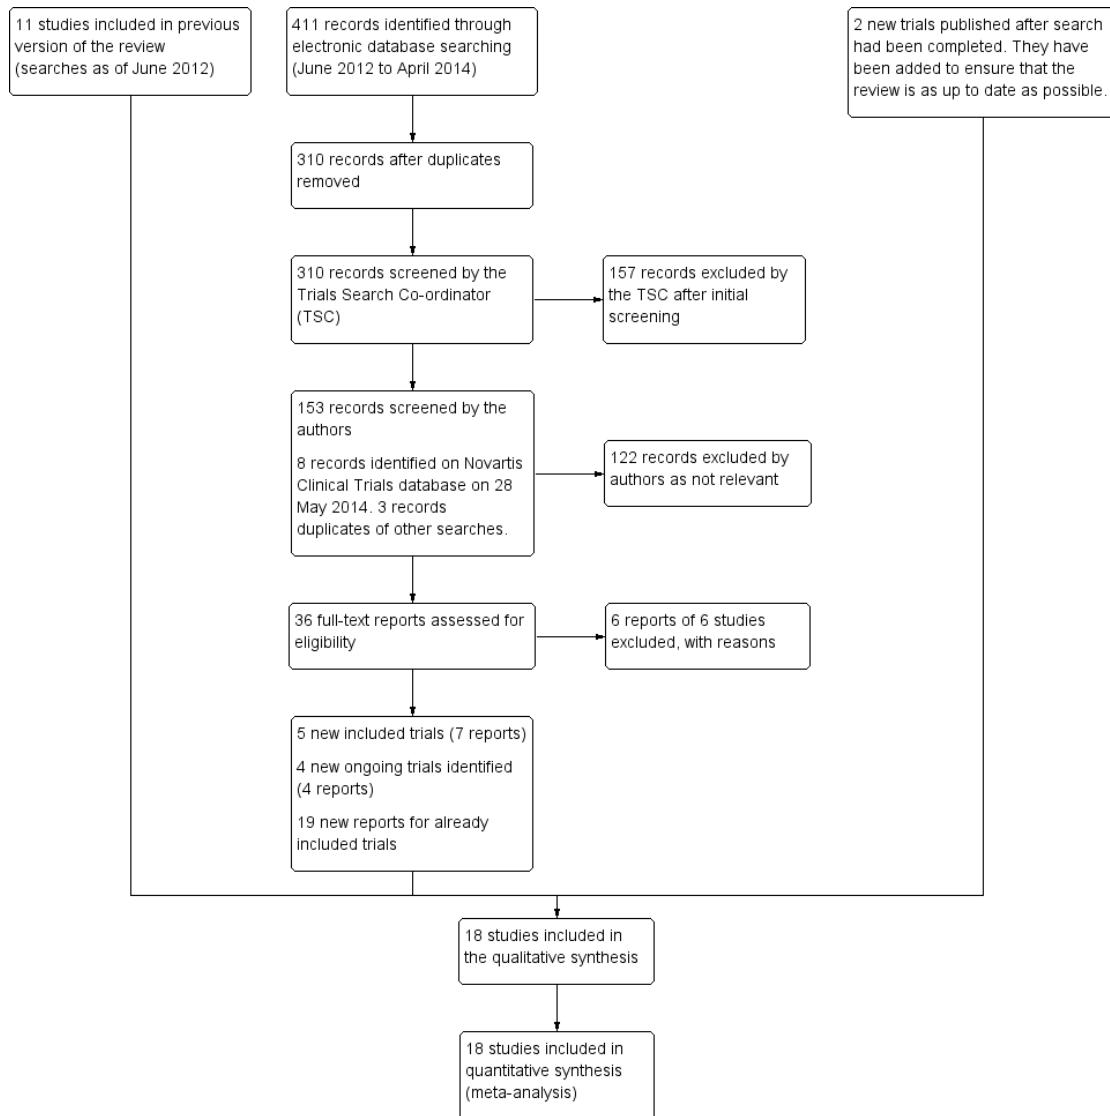 11 studies included in previous
version of the review
(searches as of June 2012)
411 records identified through
electronic database searching
(June 2012 to April 2014)
2 new trials published after search
had been completed. They have
been added to ensure that the
review is as up to date as possible.
310 records after duplicates
removed
310 records screened by the
Trials Search Co-ordinator
(TSC)
157 records excluded by
the TSC after initial
screening
153 records screened by the
authors
8 records identified on Novartis
Clinical Trials database on 28
May 2014. 3 records
duplicates of other searches.
122 records excluded by
authors as not relevant
36 full-text reports assessed for
eligibility
6 reports of 6 studies
excluded, with reasons
5 new included trials (7 reports)
4 new ongoing trials identified
(4 reports)
19 new reports for already
included trials
18 studies included in
the qualitative synthesis
18 studies included in
quantitative synthesis
(meta-analysis)